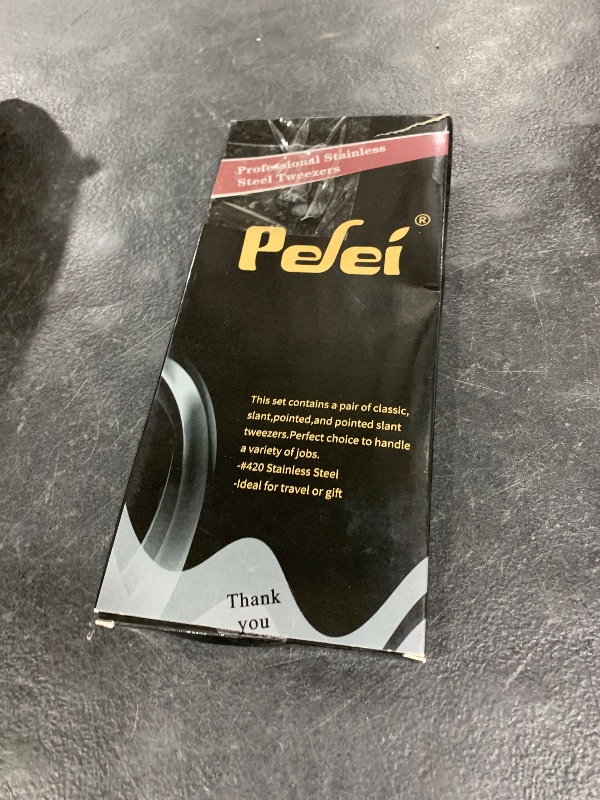 Professional Stainless
Steel Tweezers
Pefei®
This set contains a pair of classic,
slant,pointed,and pointed slant
tweezers.Perfect choice to handle
a variety of jobs.
-#420 Stainless Steel
-Ideal for travel or gift
Thank
you